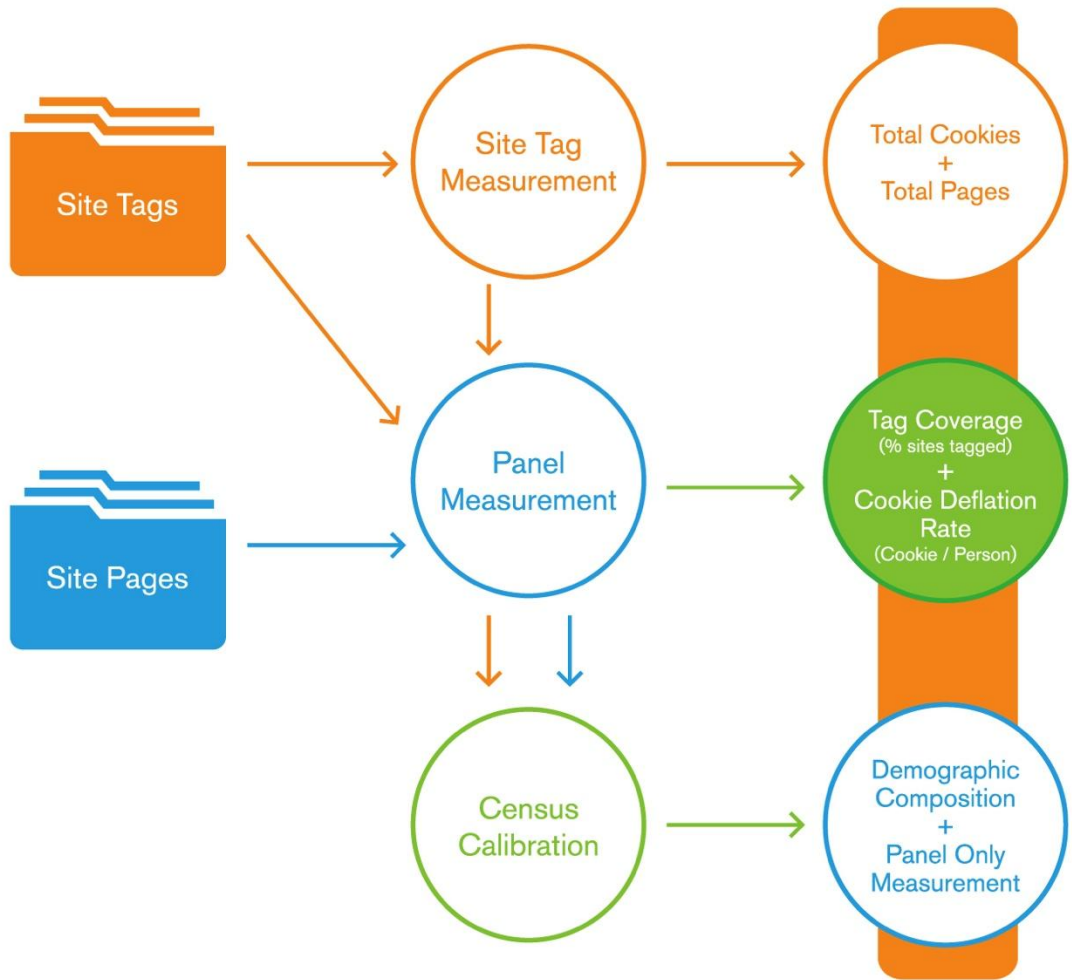 Site Tags
Site Tag
Measurement
Total Cookies
+
Total Pages
Site Pages
Panel
Measurement
Tag Coverage
(% sites tagged)
+
Cookie Deflation
Rate
(Cookie / Person)
Census
Calibration
Demographic
Composition
+
Panel Only
Measurement